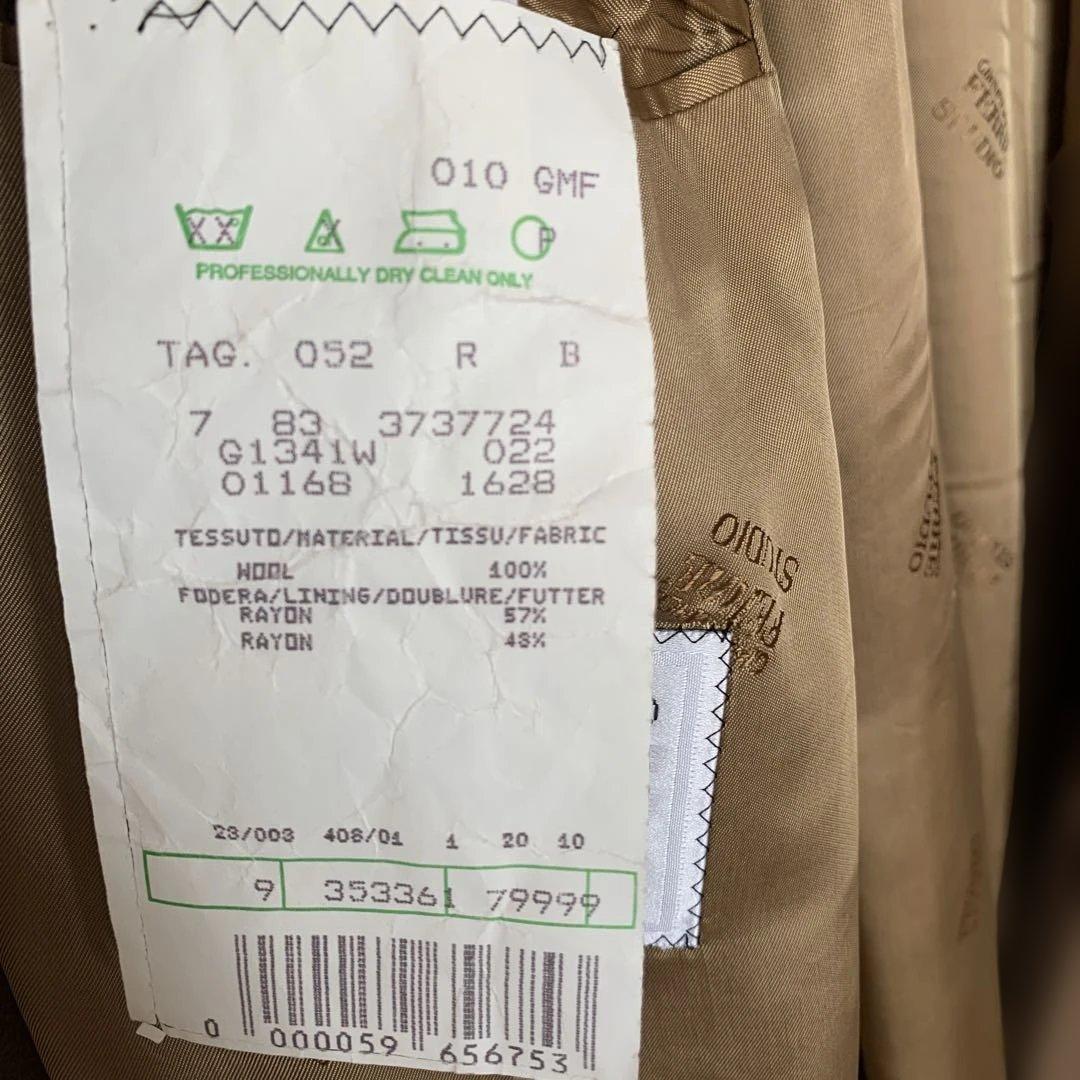 010 GMF
XX X P
PROFESSIONALLY DRY CLEAN ONLY
TAG. 052 R B
7 83 3737724
G1341W 022
01168 1628
TESSUTO/MATERIAL/TISSU/FABRIC
WOOL 100%
FODERA/LINING/DOUBLURE/FUTTER
RAYON 57%
RAYON 43%
23/003 408/01 1 20 10
9 353361 79999
0 000059 656753
STUDIO